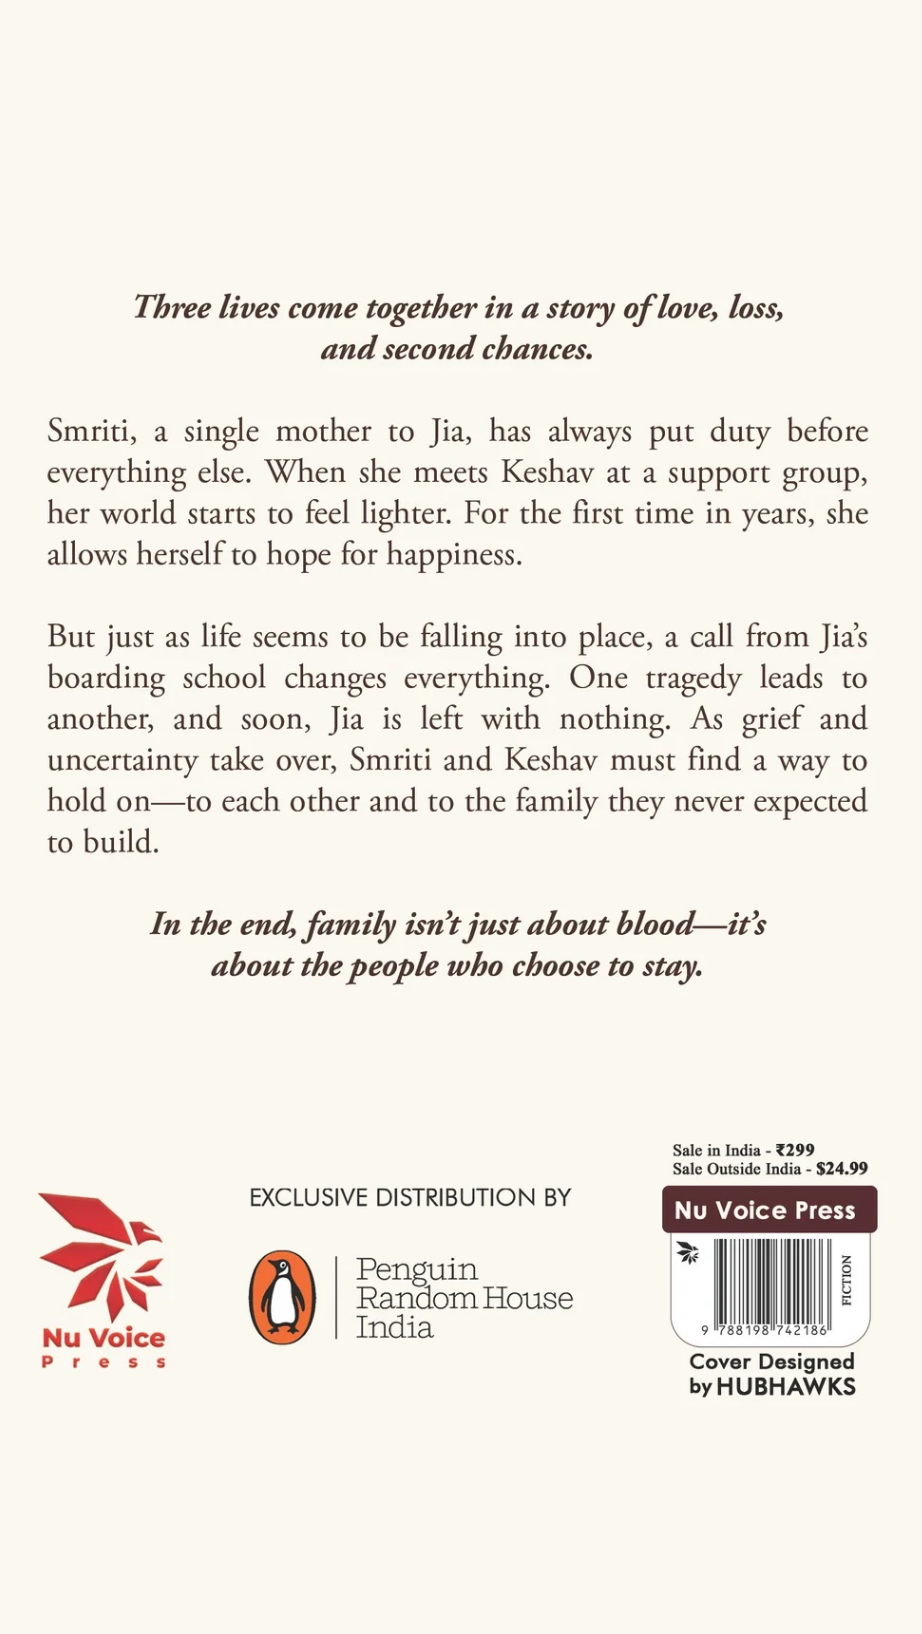 Three lives come together in a story of love, loss,
and second chances.
Smriti, a single mother to Jia, has always put duty before
everything else. When she meets Keshav at a support group,
her world starts to feel lighter. For the first time in years, she
allows herself to hope for happiness.
But just as life seems to be falling into place, a call from Jia’s
boarding school changes everything. One tragedy leads to
another, and soon, Jia is left with nothing. As grief and
uncertainty take over, Smriti and Keshav must find a way to
hold on—to each other and to the family they never expected
to build.
In the end, family isn’t just about blood—it’s
about the people who choose to stay.
Nu Voice
Press
EXCLUSIVE DISTRIBUTION BY
Penguin
Random House
India
Sale in India - ₹299
Sale Outside India - $24.99
Nu Voice Press
FICTION
9 788198 742186
Cover Designed
by HUBHAWKS